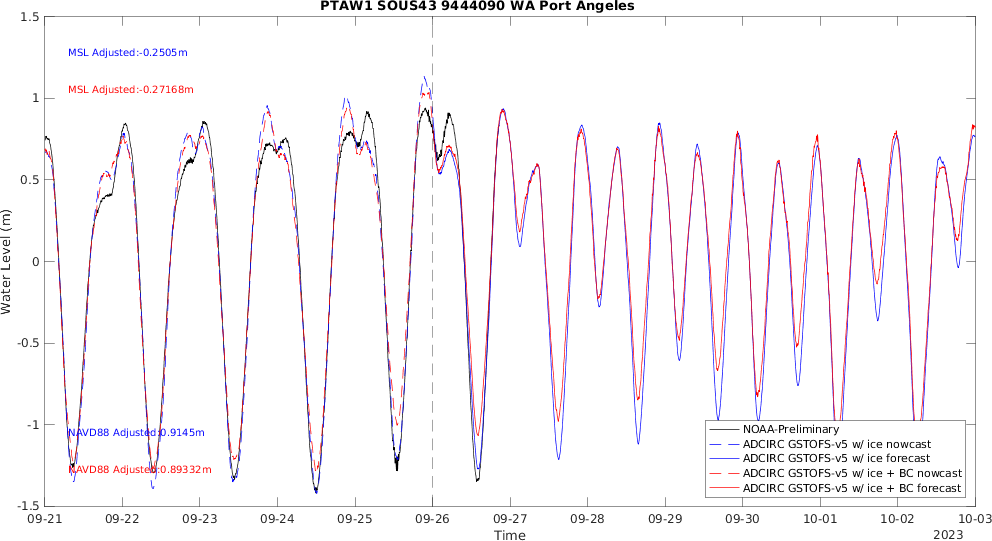 PTAW1 SOUS43 9444090 WA Port Angeles
1.5
MSL Adjusted:-0.2505m
MSL Adjusted:-0.27168m
1
0.5
0
-0.5
-1
-1.5
Water Level (m)
NAVD88 Adjusted:0.9145m
NAVD88 Adjusted:0.89332m
NOAA-Preliminary
ADCIRC GSTOFS-v5 w/ ice nowcast
ADCIRC GSTOFS-v5 w/ ice forecast
ADCIRC GSTOFS-v5 w/ ice + BC nowcast
ADCIRC GSTOFS-v5 w/ ice + BC forecast
09-21 09-22 09-23 09-24 09-25 09-26 09-27 09-28 09-29 09-30 10-01 10-02 10-03
Time
2023